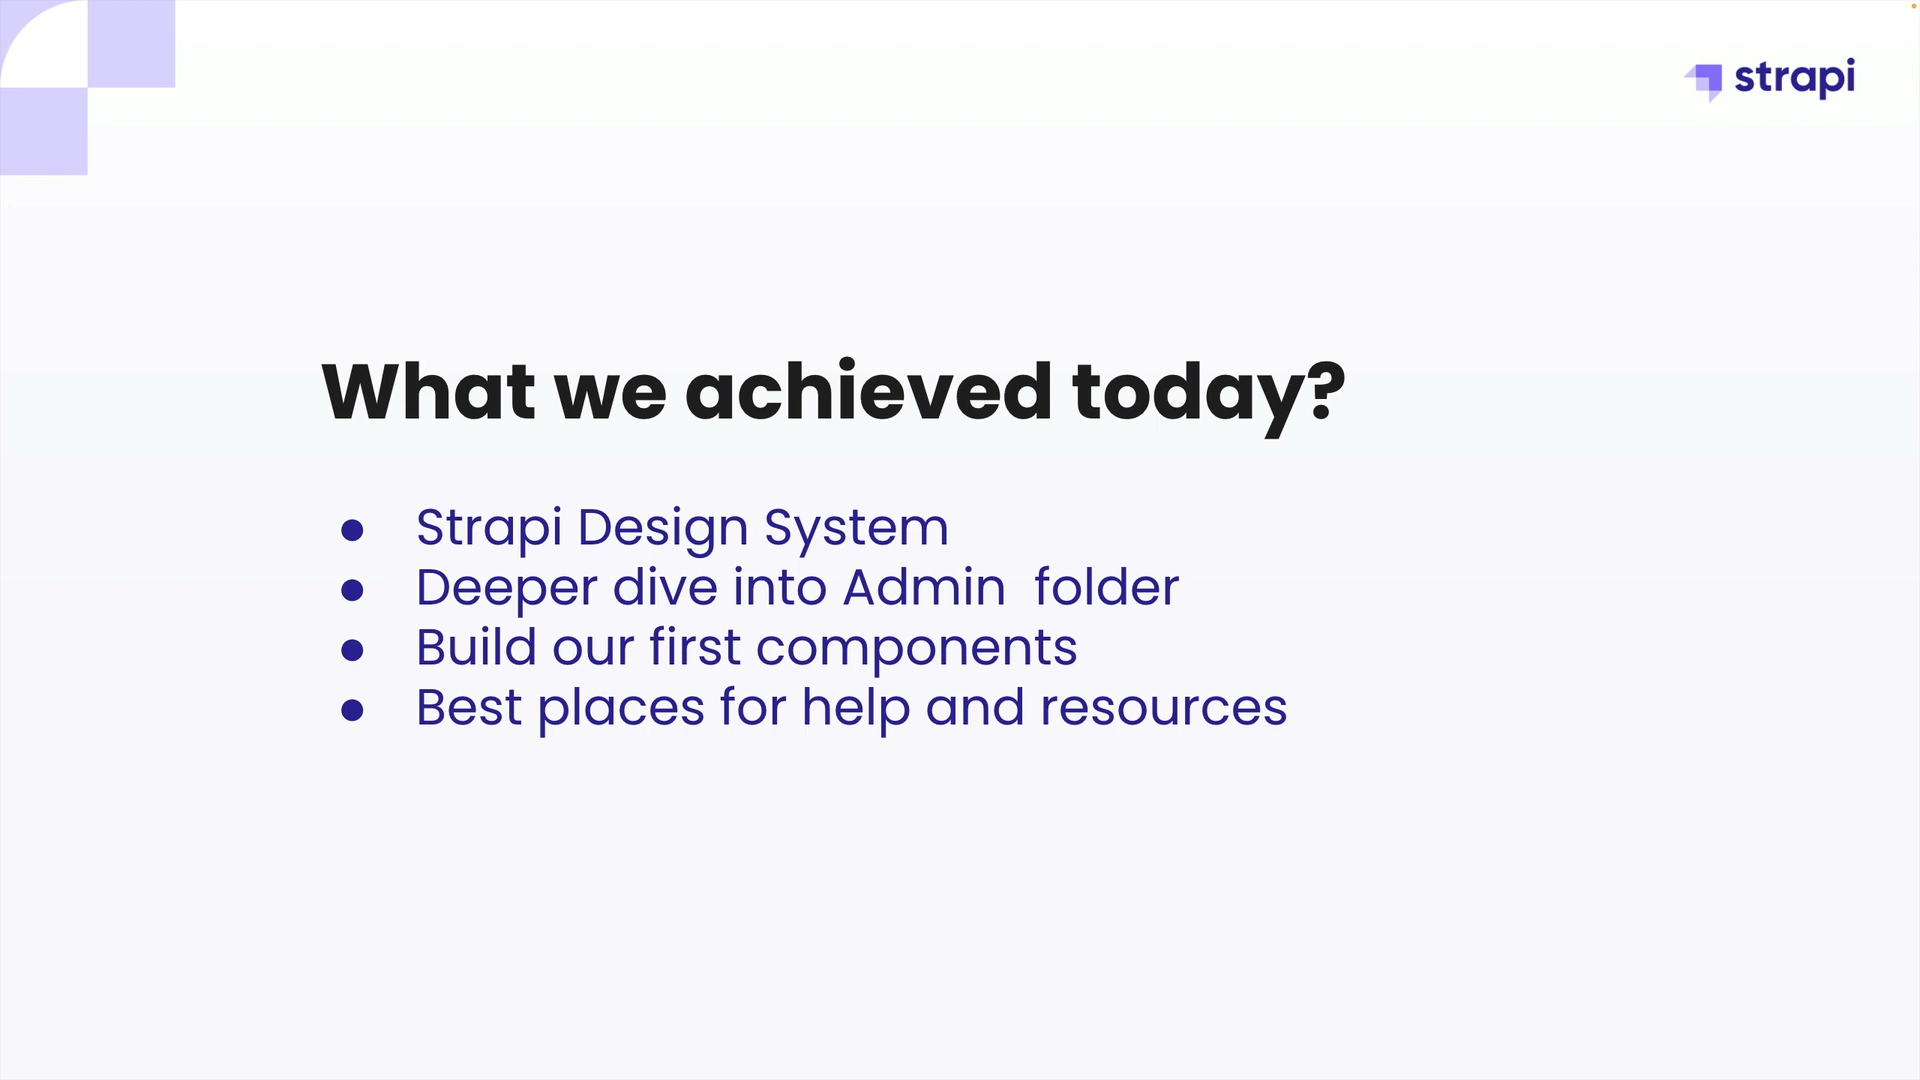 strapi
What we achieved today?
● Strapi Design System
● Deeper dive into Admin  folder
● Build our first components
● Best places for help and resources